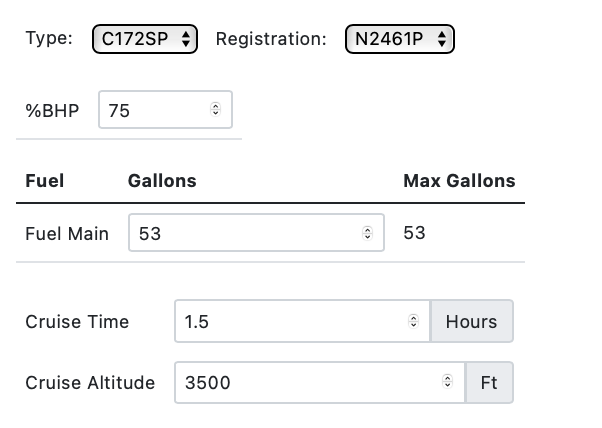 Type: C172SP Registration: N2461P
%BHP 75
Fuel Gallons Max Gallons
Fuel Main 53 53
Cruise Time 1.5 Hours
Cruise Altitude 3500 Ft